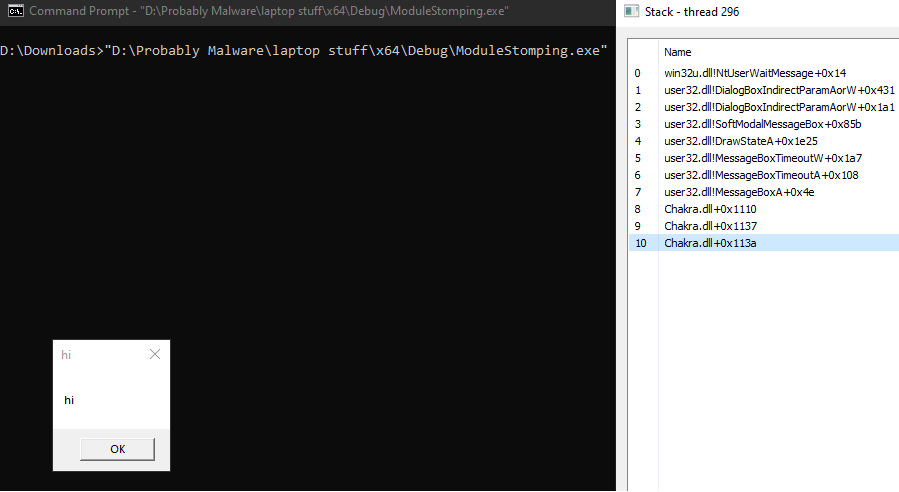 Command Prompt - "D:\Probably Malware\laptop stuff\x64\Debug\ModuleStomping.exe"
D:\Downloads>"D:\Probably Malware\laptop stuff\x64\Debug\ModuleStomping.exe"
hi
hi
OK
Stack - thread 296
Name
0 win32u.dll!NtUserWaitMessage+0x14
1 user32.dll!DialogBoxIndirectParamAorW+0x431
2 user32.dll!DialogBoxIndirectParamAorW+0x1a1
3 user32.dll!SoftModalMessageBox+0x85b
4 user32.dll!DrawStateA+0x1e25
5 user32.dll!MessageBoxTimeoutW+0x1a7
6 user32.dll!MessageBoxTimeoutA+0x108
7 user32.dll!MessageBoxA+0x4e
8 Chakra.dll+0x1110
9 Chakra.dll+0x1137
10 Chakra.dll+0x113a